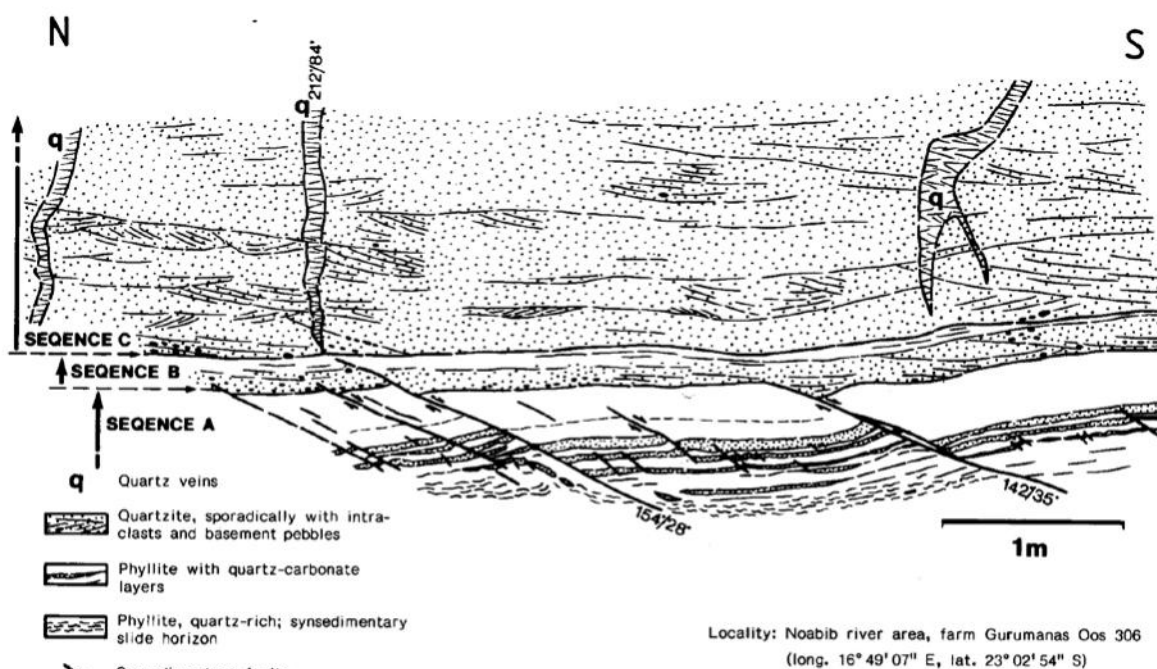 N
S
q
212°/84°
q
q
SEQENCE C
SEQENCE B
SEQENCE A
154°/28°
142°/35°
1m
q Quartz veins
Quartzite, sporadically with intra-
clasts and basement pebbles
Phyllite with quartz-carbonate
layers
Phyllite, quartz-rich; synsedimentary
slide horizon
Locality: Noabib river area, farm Gurumanas Oos 306
(long. 16° 49' 07" E, lat. 23° 02' 54" S)